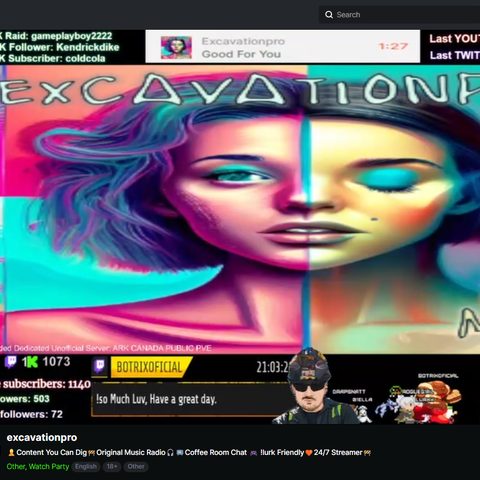 Search
K Raid: gameplayboy2222
K Follower: Kendrickdike
K Subscriber: coldcola
Excavationpro
Good For You
1:27
Last YOUT
Last TWIT
EXCAVATIONP
ded Dedicated Unofficial Server: ARK CANADA PUBLIC PVE
1K 1073
BOTRIXOFICIAL
21:03:2
e subscribers: 1140
owers: 503
followers: 72
!so Much Luv, Have a great day.
BOTRIXOFICIAL
excavationpro
Content You Can Dig Original Music Radio Coffee Room Chat !lurk Friendly 24/7 Streamer
Other, Watch Party English 18+ Other